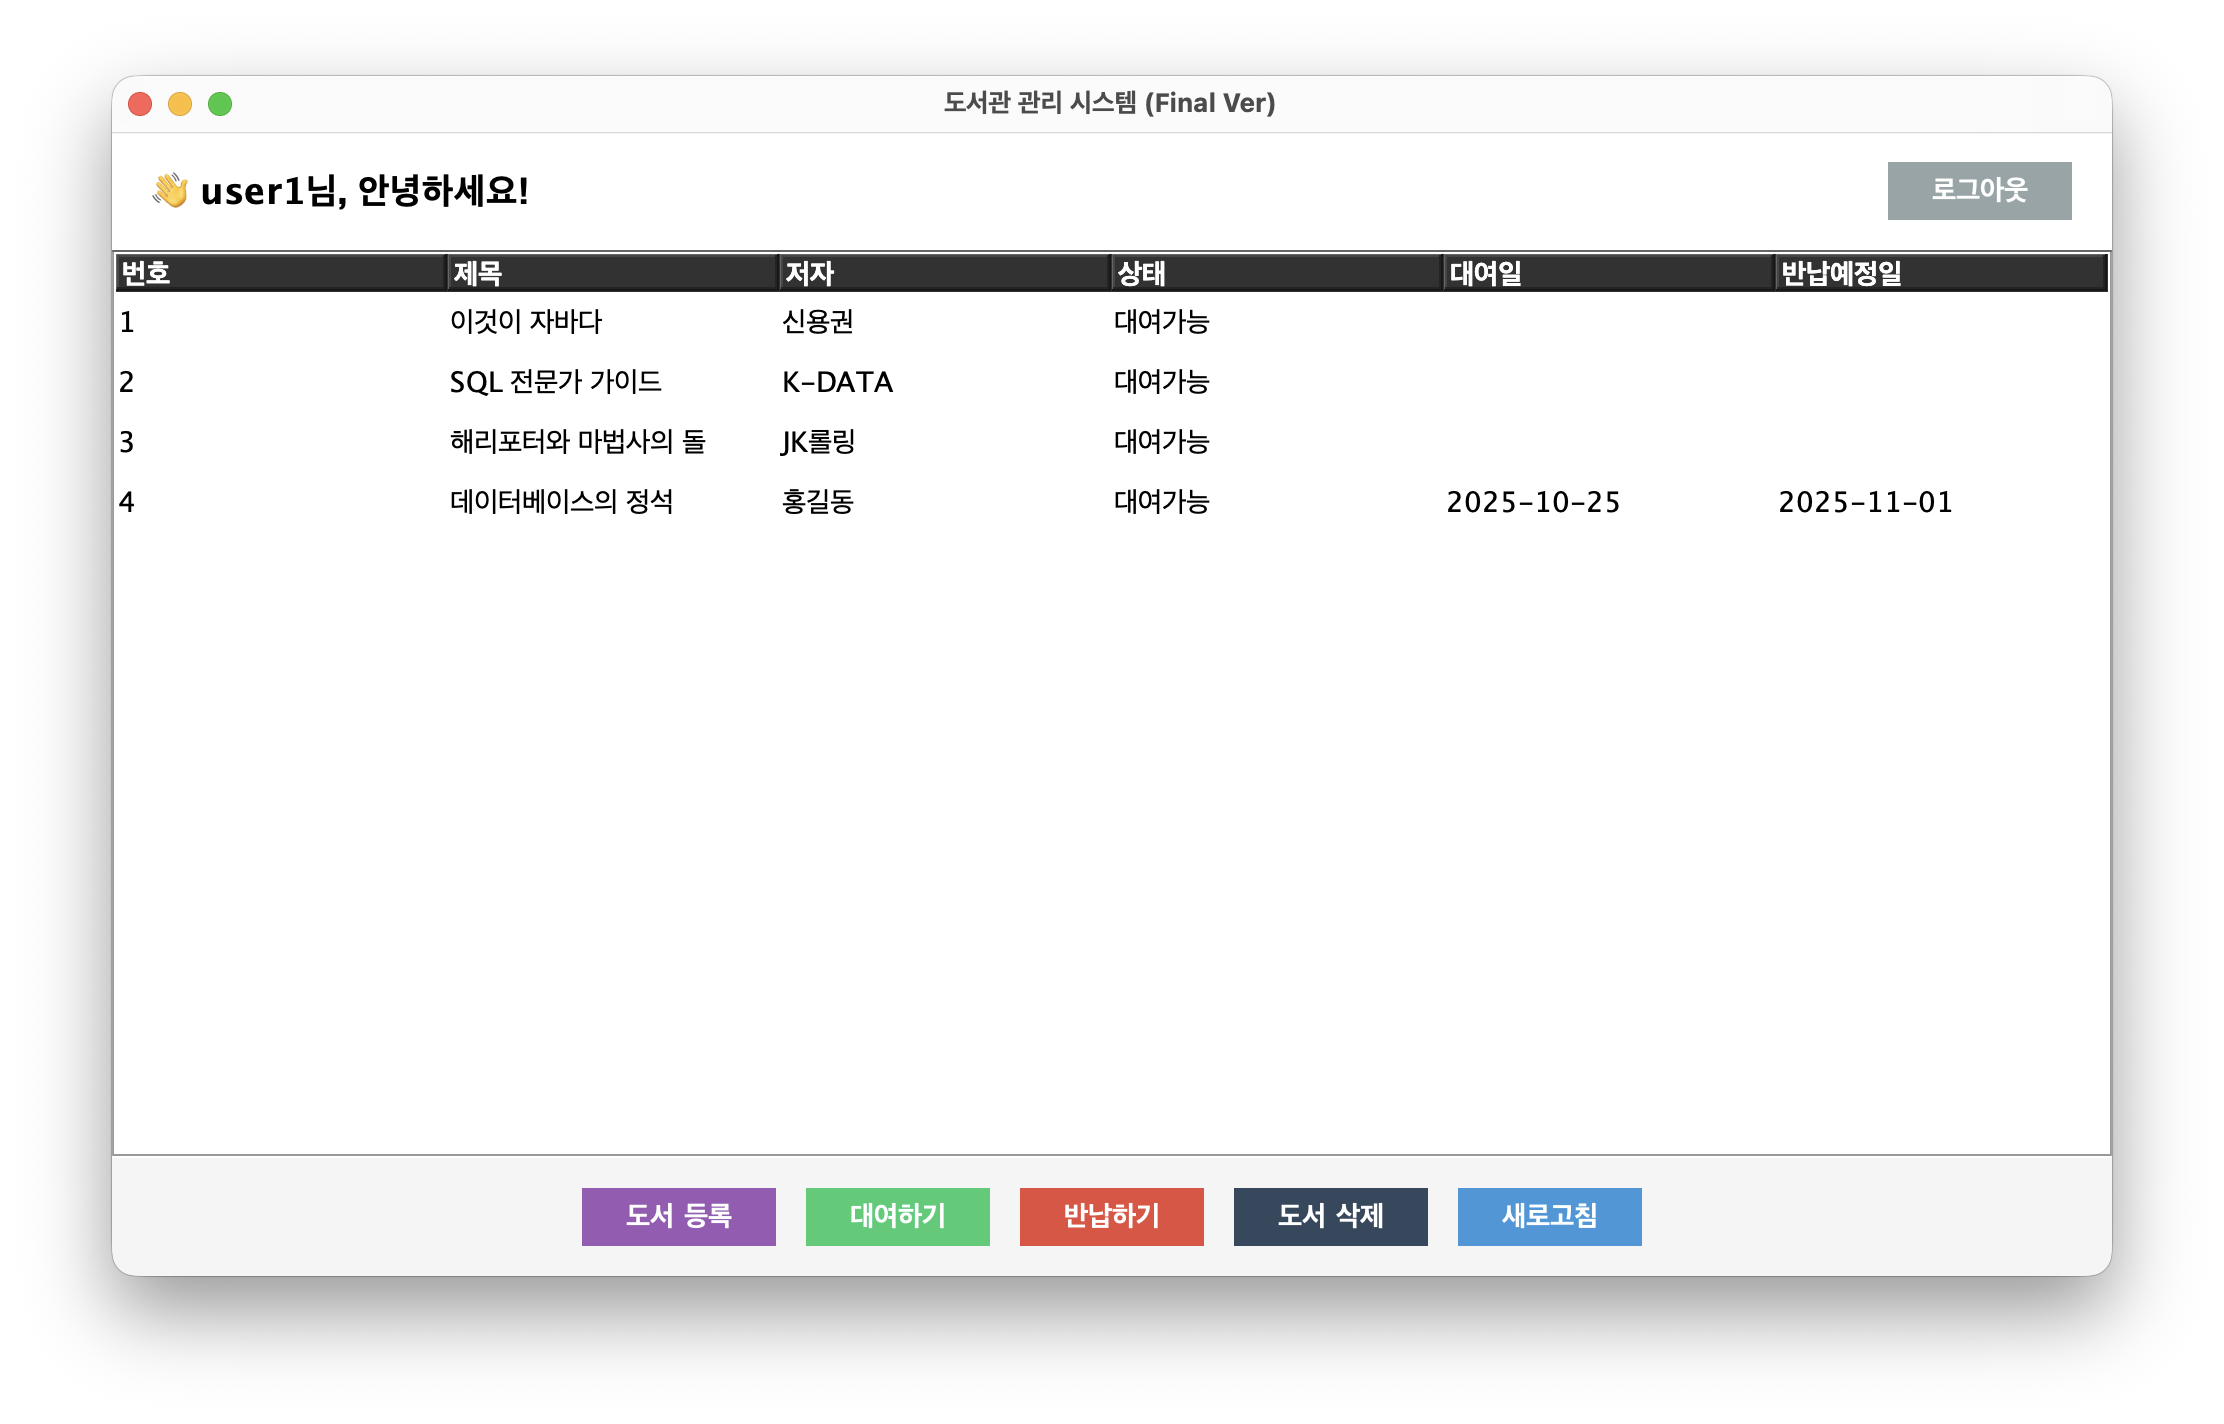 도서관 관리 시스템 (Final Ver)
👋 user1님, 안녕하세요! 로그아웃
번호 제목 저자 상태 대여일 반납예정일
1 이것이 자바다 신용권 대여가능
2 SQL 전문가 가이드 K-DATA 대여가능
3 해리포터와 마법사의 돌 JK롤링 대여가능
4 데이터베이스의 정석 홍길동 대여가능 2025-10-25 2025-11-01
도서 등록 대여하기 반납하기 도서 삭제 새로고침